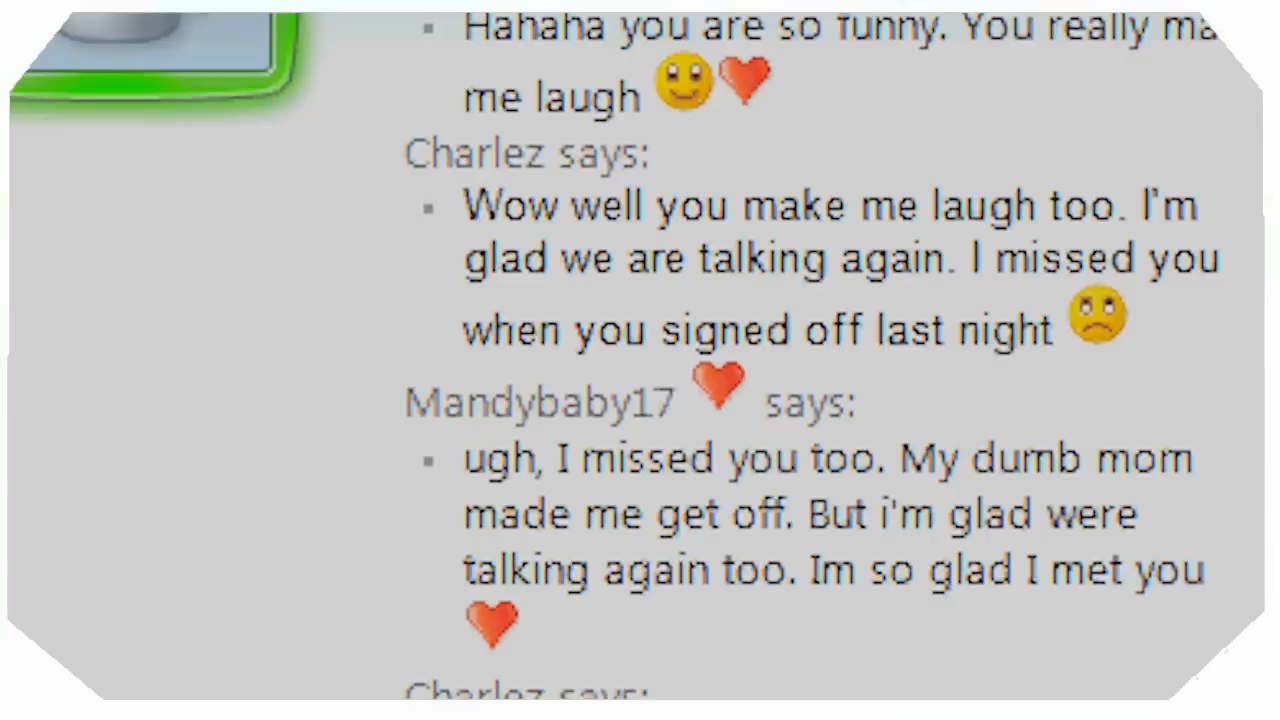 Hahaha you are so funny. You really ma
me laugh
Charlez says:
Wow well you make me laugh too. I'm
glad we are talking again. I missed you
when you signed off last night
Mandybaby17 says:
ugh, I missed you too. My dumb mom
made me get off. But i'm glad were
talking again too. Im so glad I met you
Charlez says: